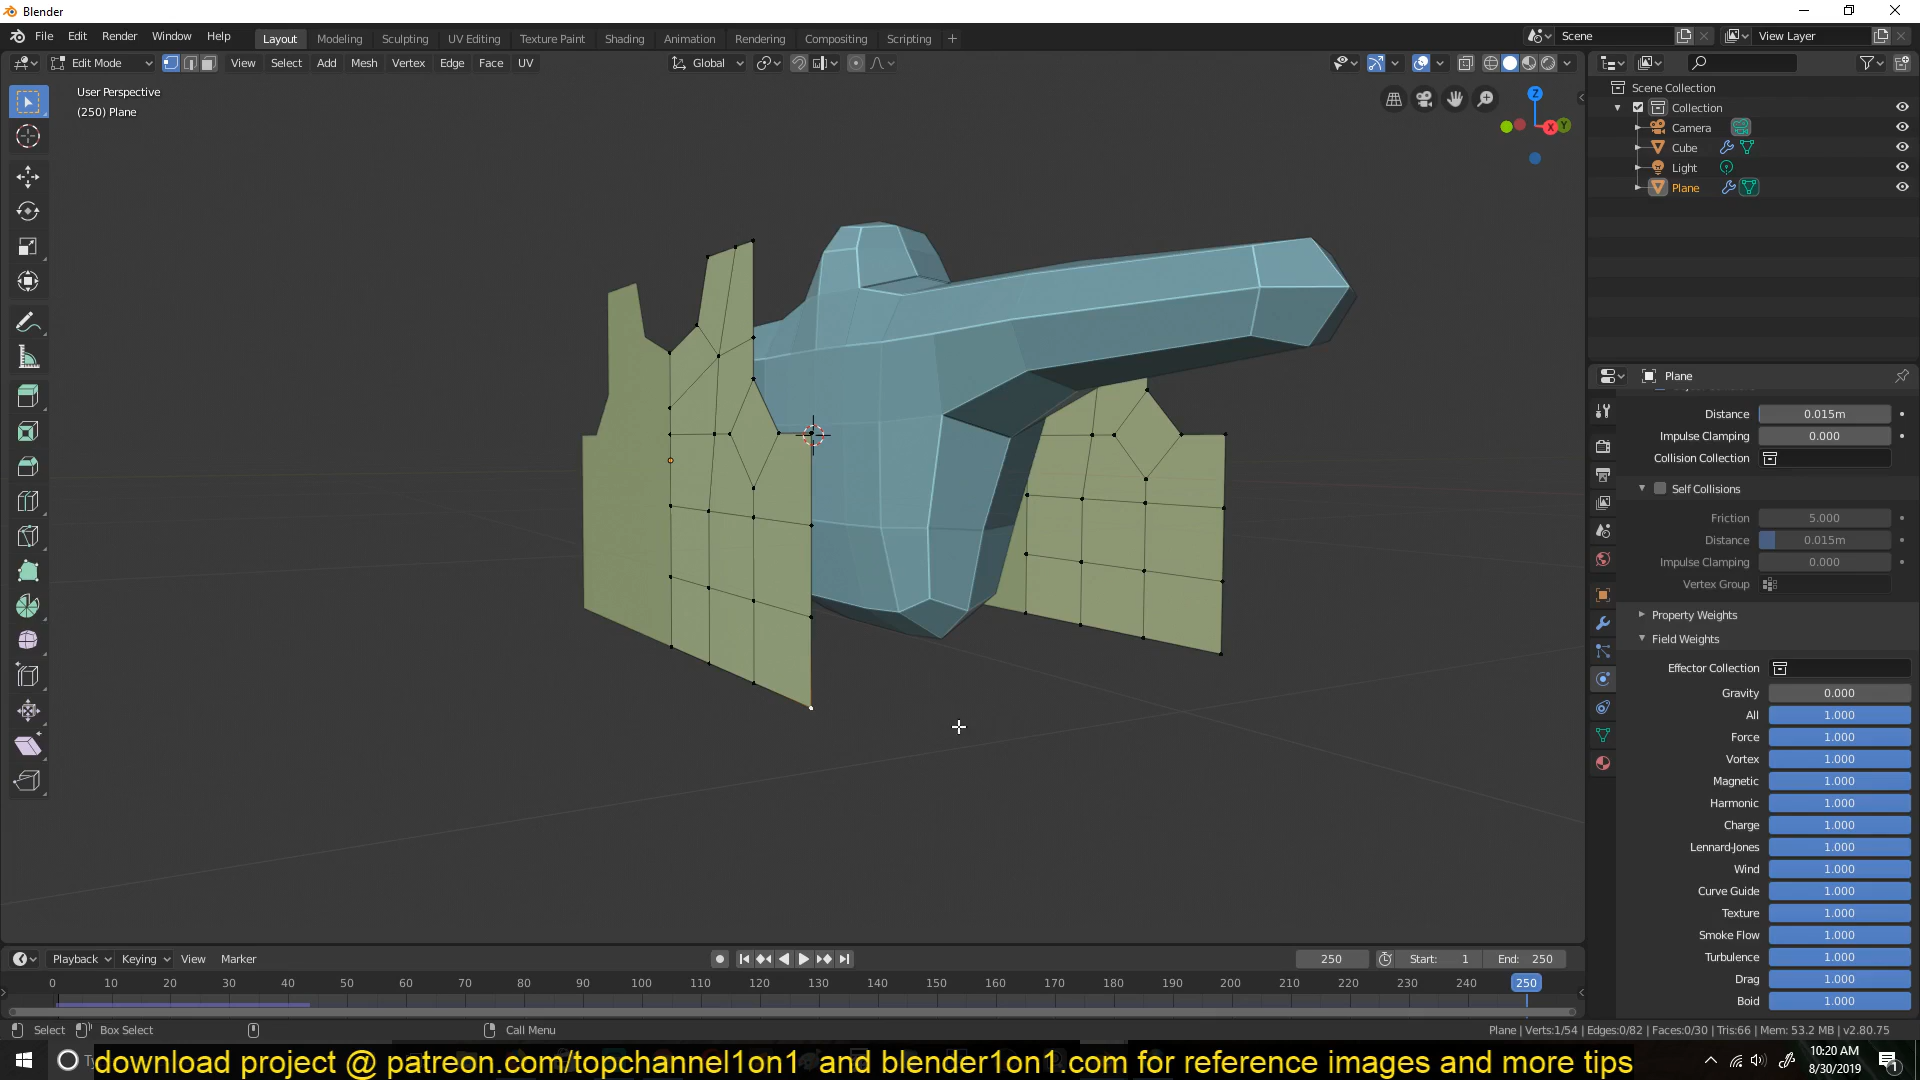 Blender
File Edit Render Window Help
Layout Modeling Sculpting UV Editing Texture Paint Shading Animation Rendering Compositing Scripting +
Scene
View Layer
Edit Mode View Select Add Mesh Vertex Edge Face UV
Global
User Perspective
(250) Plane
Z
X
Y
Scene Collection
Collection
Camera
Cube
Light
Plane
Plane
Distance 0.015m
Impulse Clamping 0.000
Collision Collection
Self Collisions
Friction 5.000
Distance 0.015m
Impulse Clamping 0.000
Vertex Group
Property Weights
Field Weights
Effector Collection
Gravity 0.000
All 1.000
Force 1.000
Vortex 1.000
Magnetic 1.000
Harmonic 1.000
Charge 1.000
Lennard-Jones 1.000
Wind 1.000
Curve Guide 1.000
Texture 1.000
Smoke Flow 1.000
Turbulence 1.000
Drag 1.000
Boid 1.000
Playback Keying View Marker
250 Start: 1 End: 250
0 10 20 30 40 50 60 70 80 90 100 110 120 130 140 150 160 170 180 190 200 210 220 230 240 250
Select Box Select Call Menu
Plane | Verts:1/54 | Edges:0/82 | Faces:0/30 | Tris:66 | Mem: 53.2 MB | v2.80.75
download project @ patreon.com/topchannel1on1 and blender1on1.com for reference images and more tips
10:20 AM
8/30/2019
1